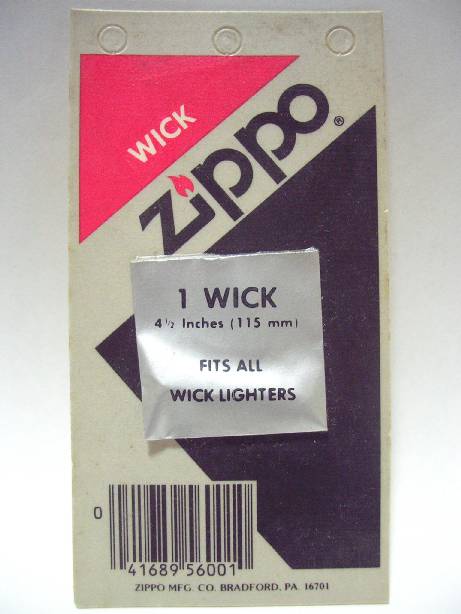 WICK
zippo®
1 WICK
4½ Inches (115 mm)
FITS ALL
WICK LIGHTERS
0 41689 56001
ZIPPO MFG. CO. BRADFORD, PA. 16701